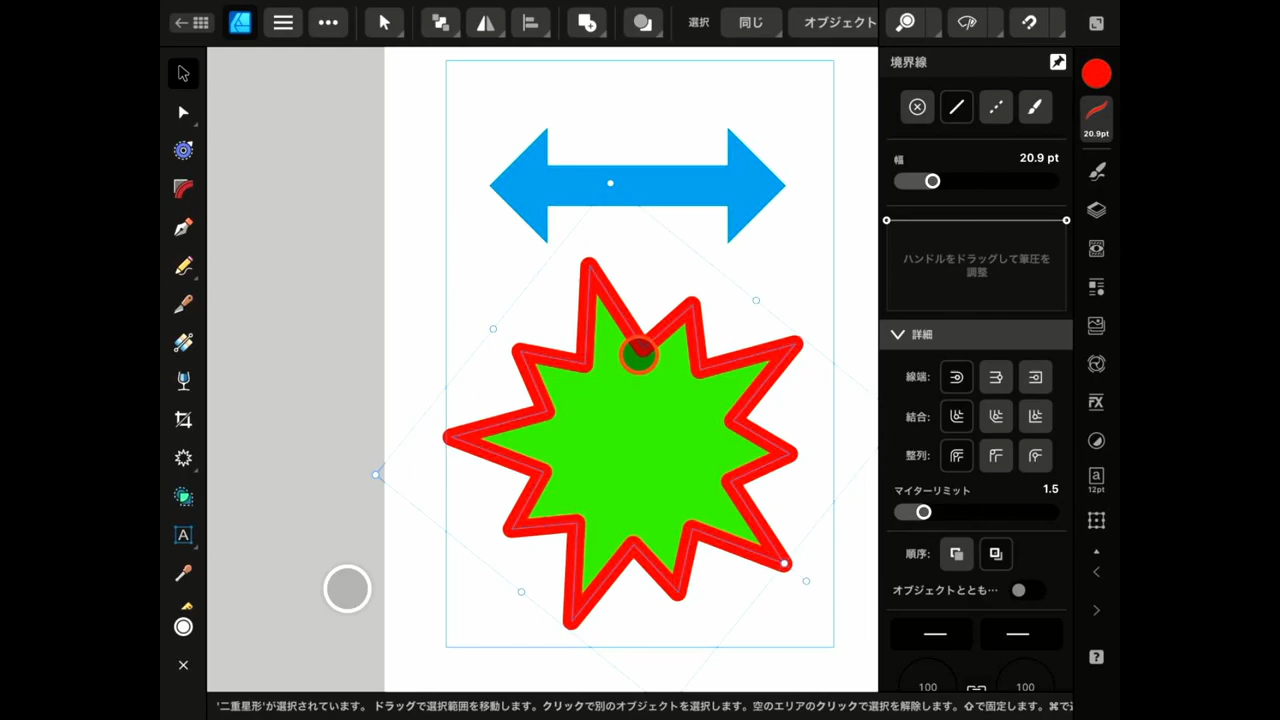 選択
同じ
オブジェクト
境界線
20.9pt
幅
20.9 pt
ハンドルをドラッグして筆圧を
調整
詳細
線端:
結合:
整列:
マイターリミット
1.5
順序:
オブジェクトととも…
100
100
FX
a
12pt
A
?
'二重星形'が選択されています。 ドラッグで選択範囲を移動します。クリックで別のオブジェクトを選択します。空のエリアのクリックで選択を解除します。⇧で固定します。⌘で